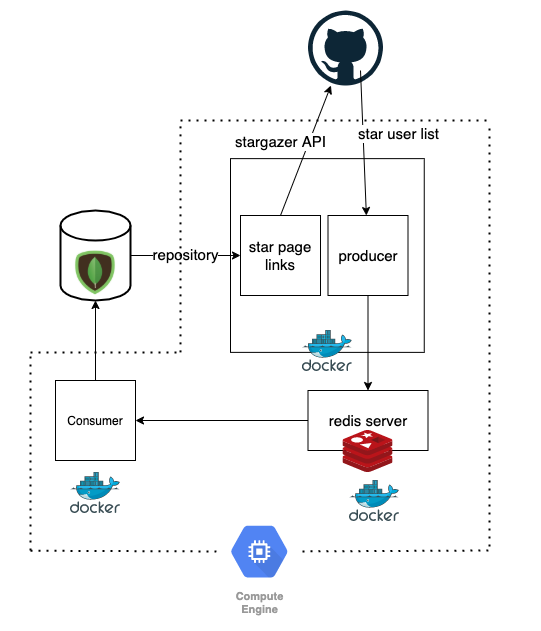 stargazer API
star user list
repository
star page
links
producer
docker
Consumer
redis server
docker
docker
Compute
Engine